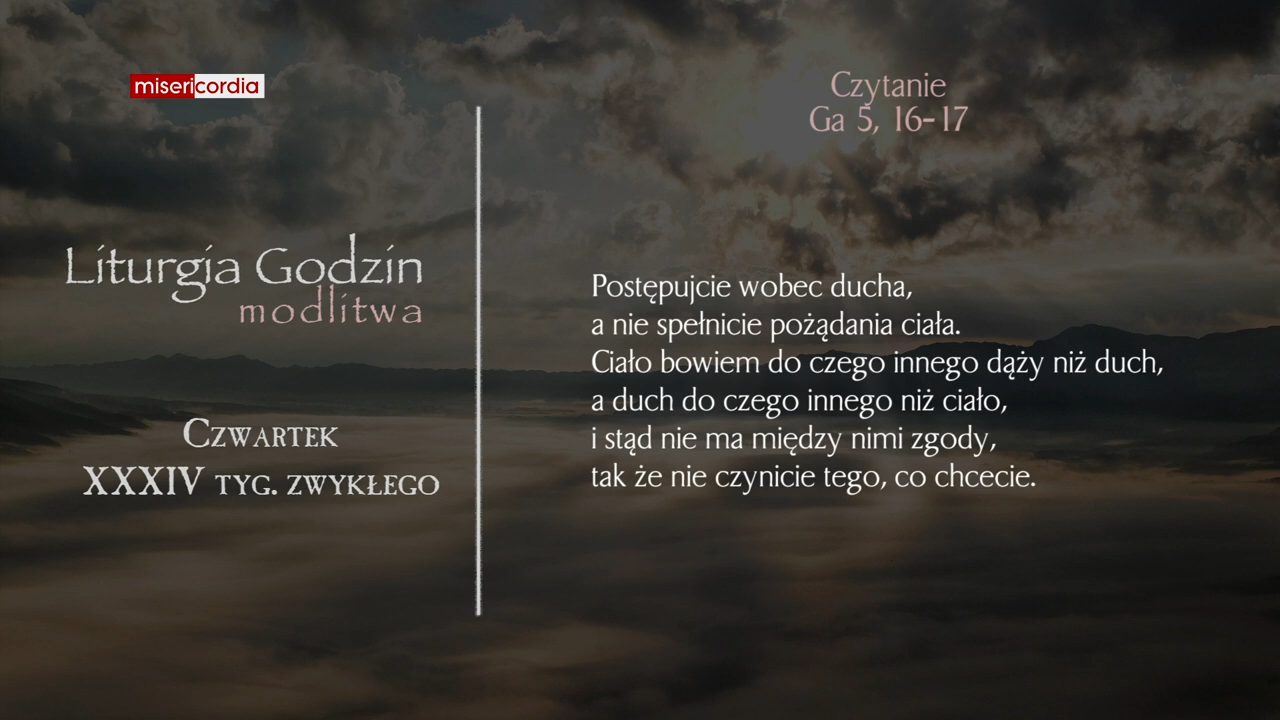 misericordia
Liturgia Godzin
modlitwa
Czwartek
XXXIV tyg. zwykłego
Czytanie
Ga 5, 16-17
Postępujcie wobec ducha,
a nie spełnicie pożądania ciała.
Ciało bowiem do czego innego dąży niż duch,
a duch do czego innego niż ciało,
i stąd nie ma między nimi zgody,
tak że nie czynicie tego, co chcecie.